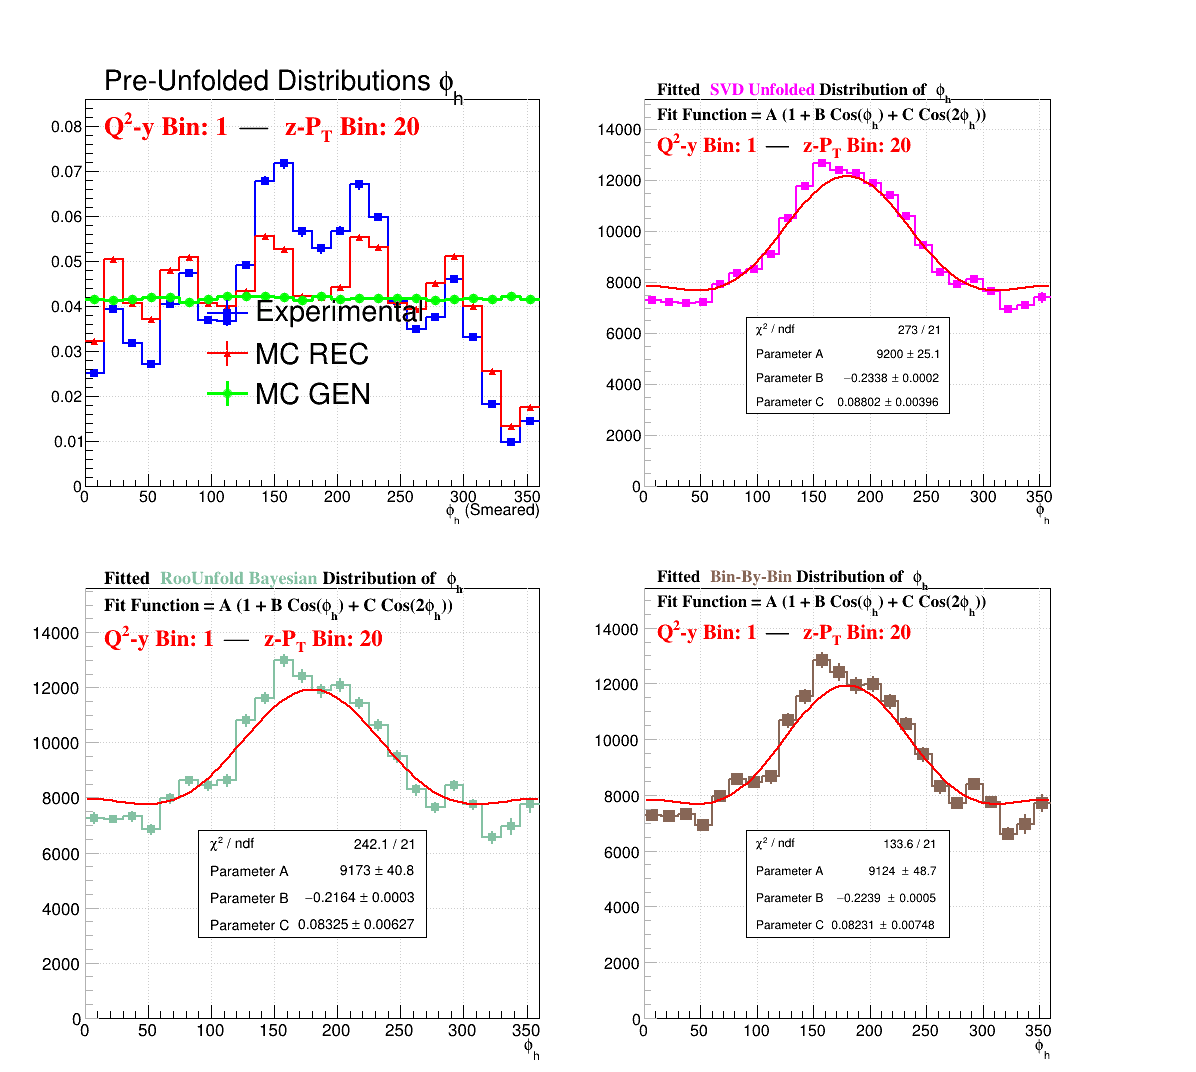 Pre-Unfolded Distributions ϕh
Q²-y Bin: 1 — z-PT Bin: 20
0.08
0.07
0.06
0.05
0.04
0.03
0.02
0.01
0
Experimental
MC REC
MC GEN
0 50 100 150 200 250 300 350
ϕh (Smeared)
Fitted SVD Unfolded Distribution of ϕh
Fit Function = A (1 + B Cos(ϕh) + C Cos(2ϕh))
Q²-y Bin: 1 — z-PT Bin: 20
14000
12000
10000
8000
6000
4000
2000
0
χ² / ndf 273 / 21
Parameter A 9200 ± 25.1
Parameter B −0.2338 ± 0.0002
Parameter C 0.08802 ± 0.00396
0 50 100 150 200 250 300 350
ϕh
Fitted RooUnfold Bayesian Distribution of ϕh
Fit Function = A (1 + B Cos(ϕh) + C Cos(2ϕh))
Q²-y Bin: 1 — z-PT Bin: 20
14000
12000
10000
8000
6000
4000
2000
0
χ² / ndf 242.1 / 21
Parameter A 9173 ± 40.8
Parameter B −0.2164 ± 0.0003
Parameter C 0.08325 ± 0.00627
0 50 100 150 200 250 300 350
ϕh
Fitted Bin-By-Bin Distribution of ϕh
Fit Function = A (1 + B Cos(ϕh) + C Cos(2ϕh))
Q²-y Bin: 1 — z-PT Bin: 20
14000
12000
10000
8000
6000
4000
2000
0
χ² / ndf 133.6 / 21
Parameter A 9124 ± 48.7
Parameter B −0.2239 ± 0.0005
Parameter C 0.08231 ± 0.00748
0 50 100 150 200 250 300 350
ϕh